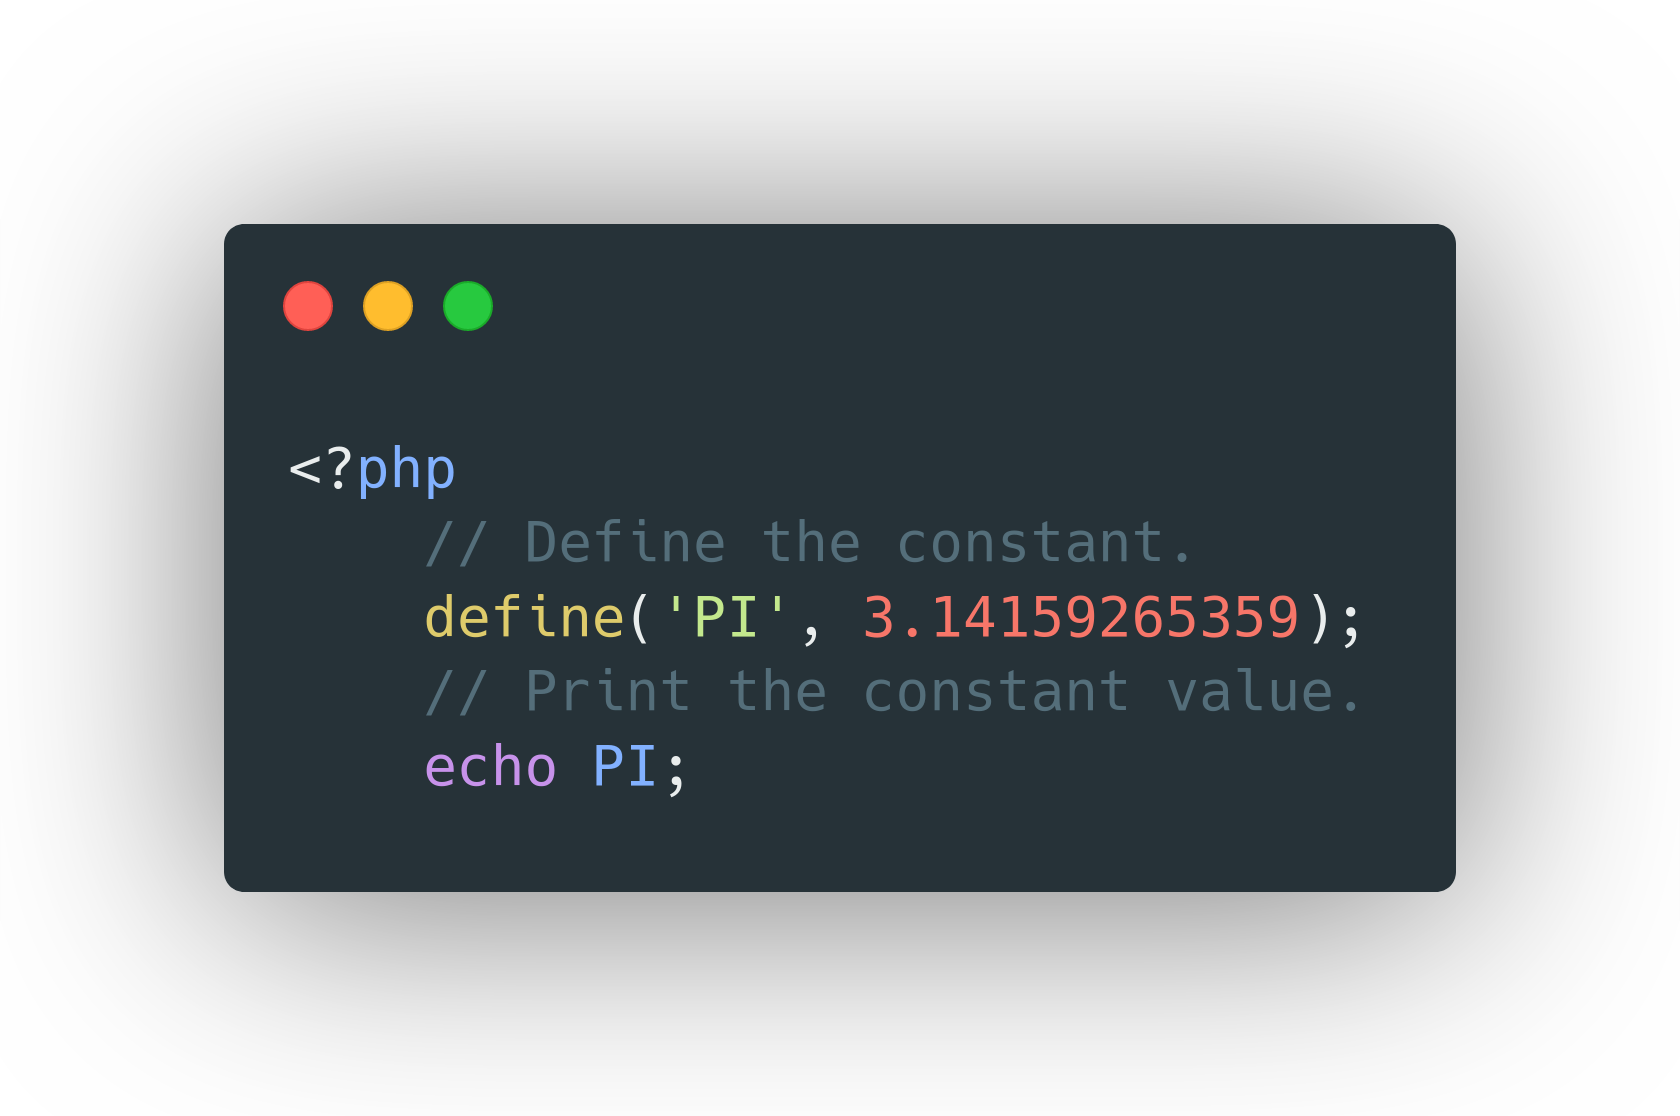 <?php
    // Define the constant.
    define('PI', 3.14159265359);
    // Print the constant value.
    echo PI;